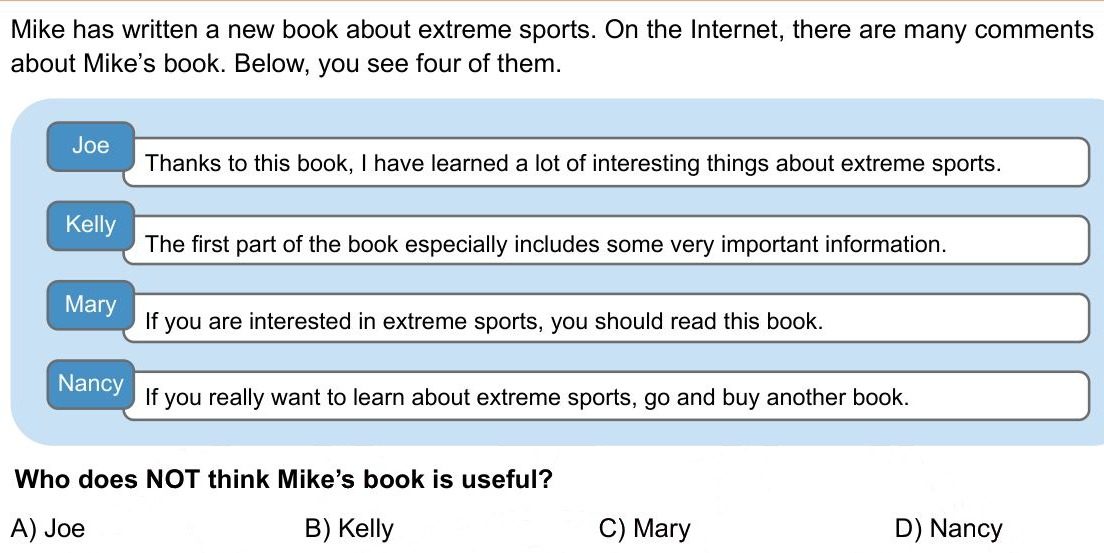 Mike has written a new book about extreme sports. On the Internet, there are many comments
about Mike's book. Below, you see four of them.
Joe
Thanks to this book, I have learned a lot of interesting things about extreme sports.
Kelly
The first part of the book especially includes some very important information.
Mary
If you are interested in extreme sports, you should read this book.
Nancy
If you really want to learn about extreme sports, go and buy another book.
Who does NOT think Mike's book is useful?
A) Joe B) Kelly C) Mary D) Nancy